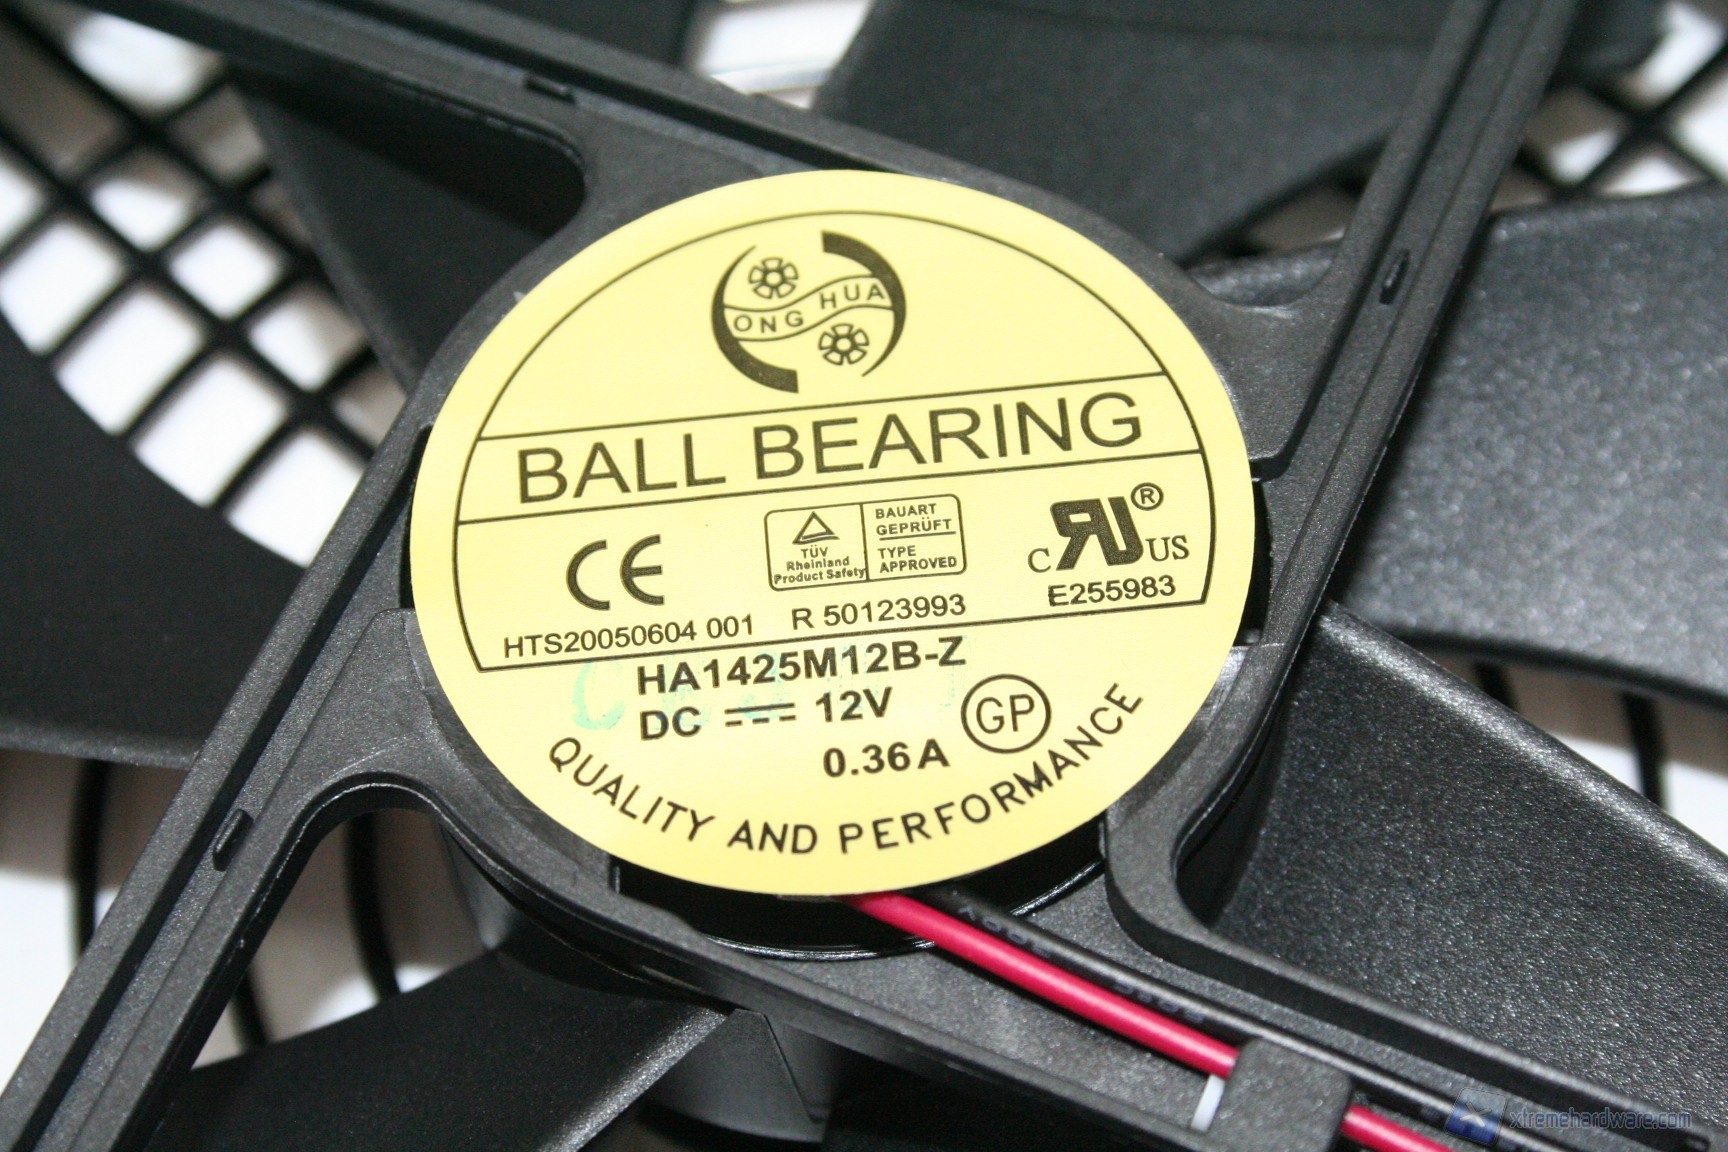 HUA
ONG
BALL BEARING
CE
TÜV
Rheinland
Product Safety
BAUART
GEPRÜFT
TYPE
APPROVED
C RU US ®
E255983
HTS20050604 001 R 50123993
HA1425M12B-Z
DC 12V
0.36A
GP
QUALITY AND PERFORMANCE
xtremehardware.com